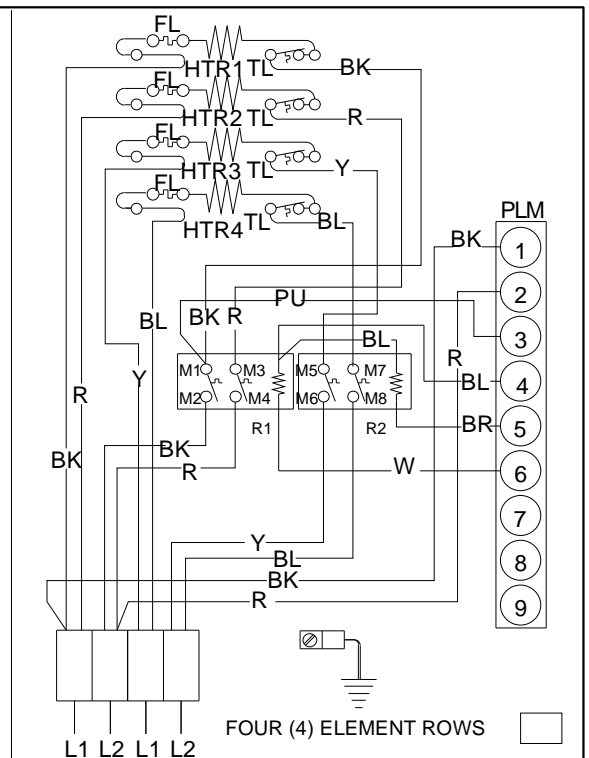 FL
HTR1 TL BK
FL
HTR2 TL R
FL
HTR3 TL Y
FL
HTR4 TL BL
PLM
BK 1
2
PU
BK R
3
BL
R
BL
M1 M3 M5 M7
BL 4
M2 M4 M6 M8
R
Y
R1 R2
BR 5
BK
R
W 6
BK
7
Y
BL
8
BK
R
9
FOUR (4) ELEMENT ROWS
L1 L2 L1 L2